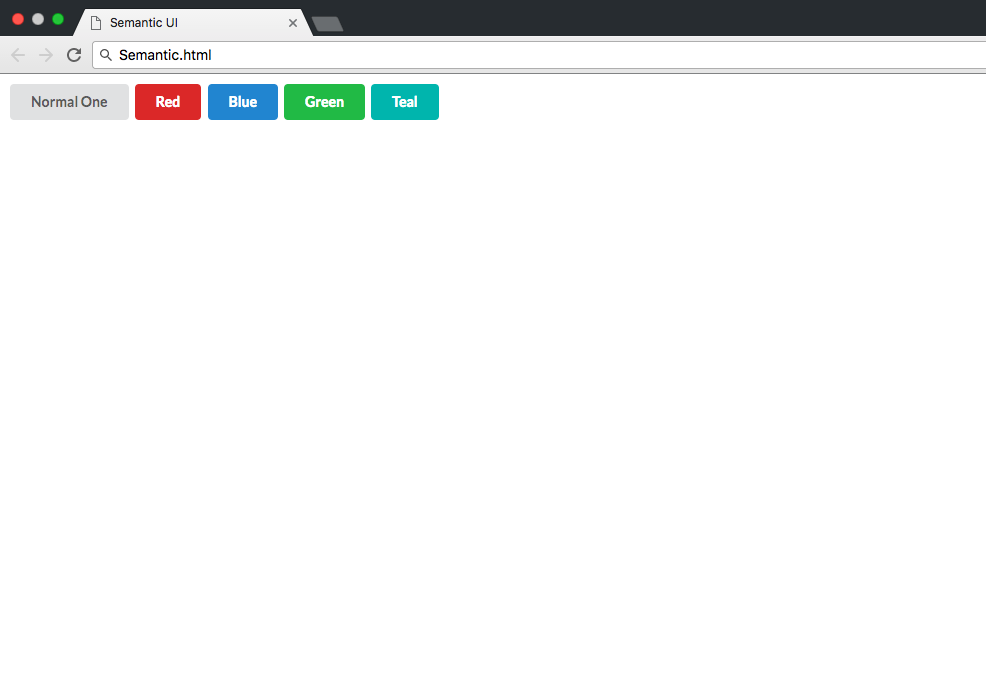 Semantic UI
Semantic.html
Normal One Red Blue Green Teal